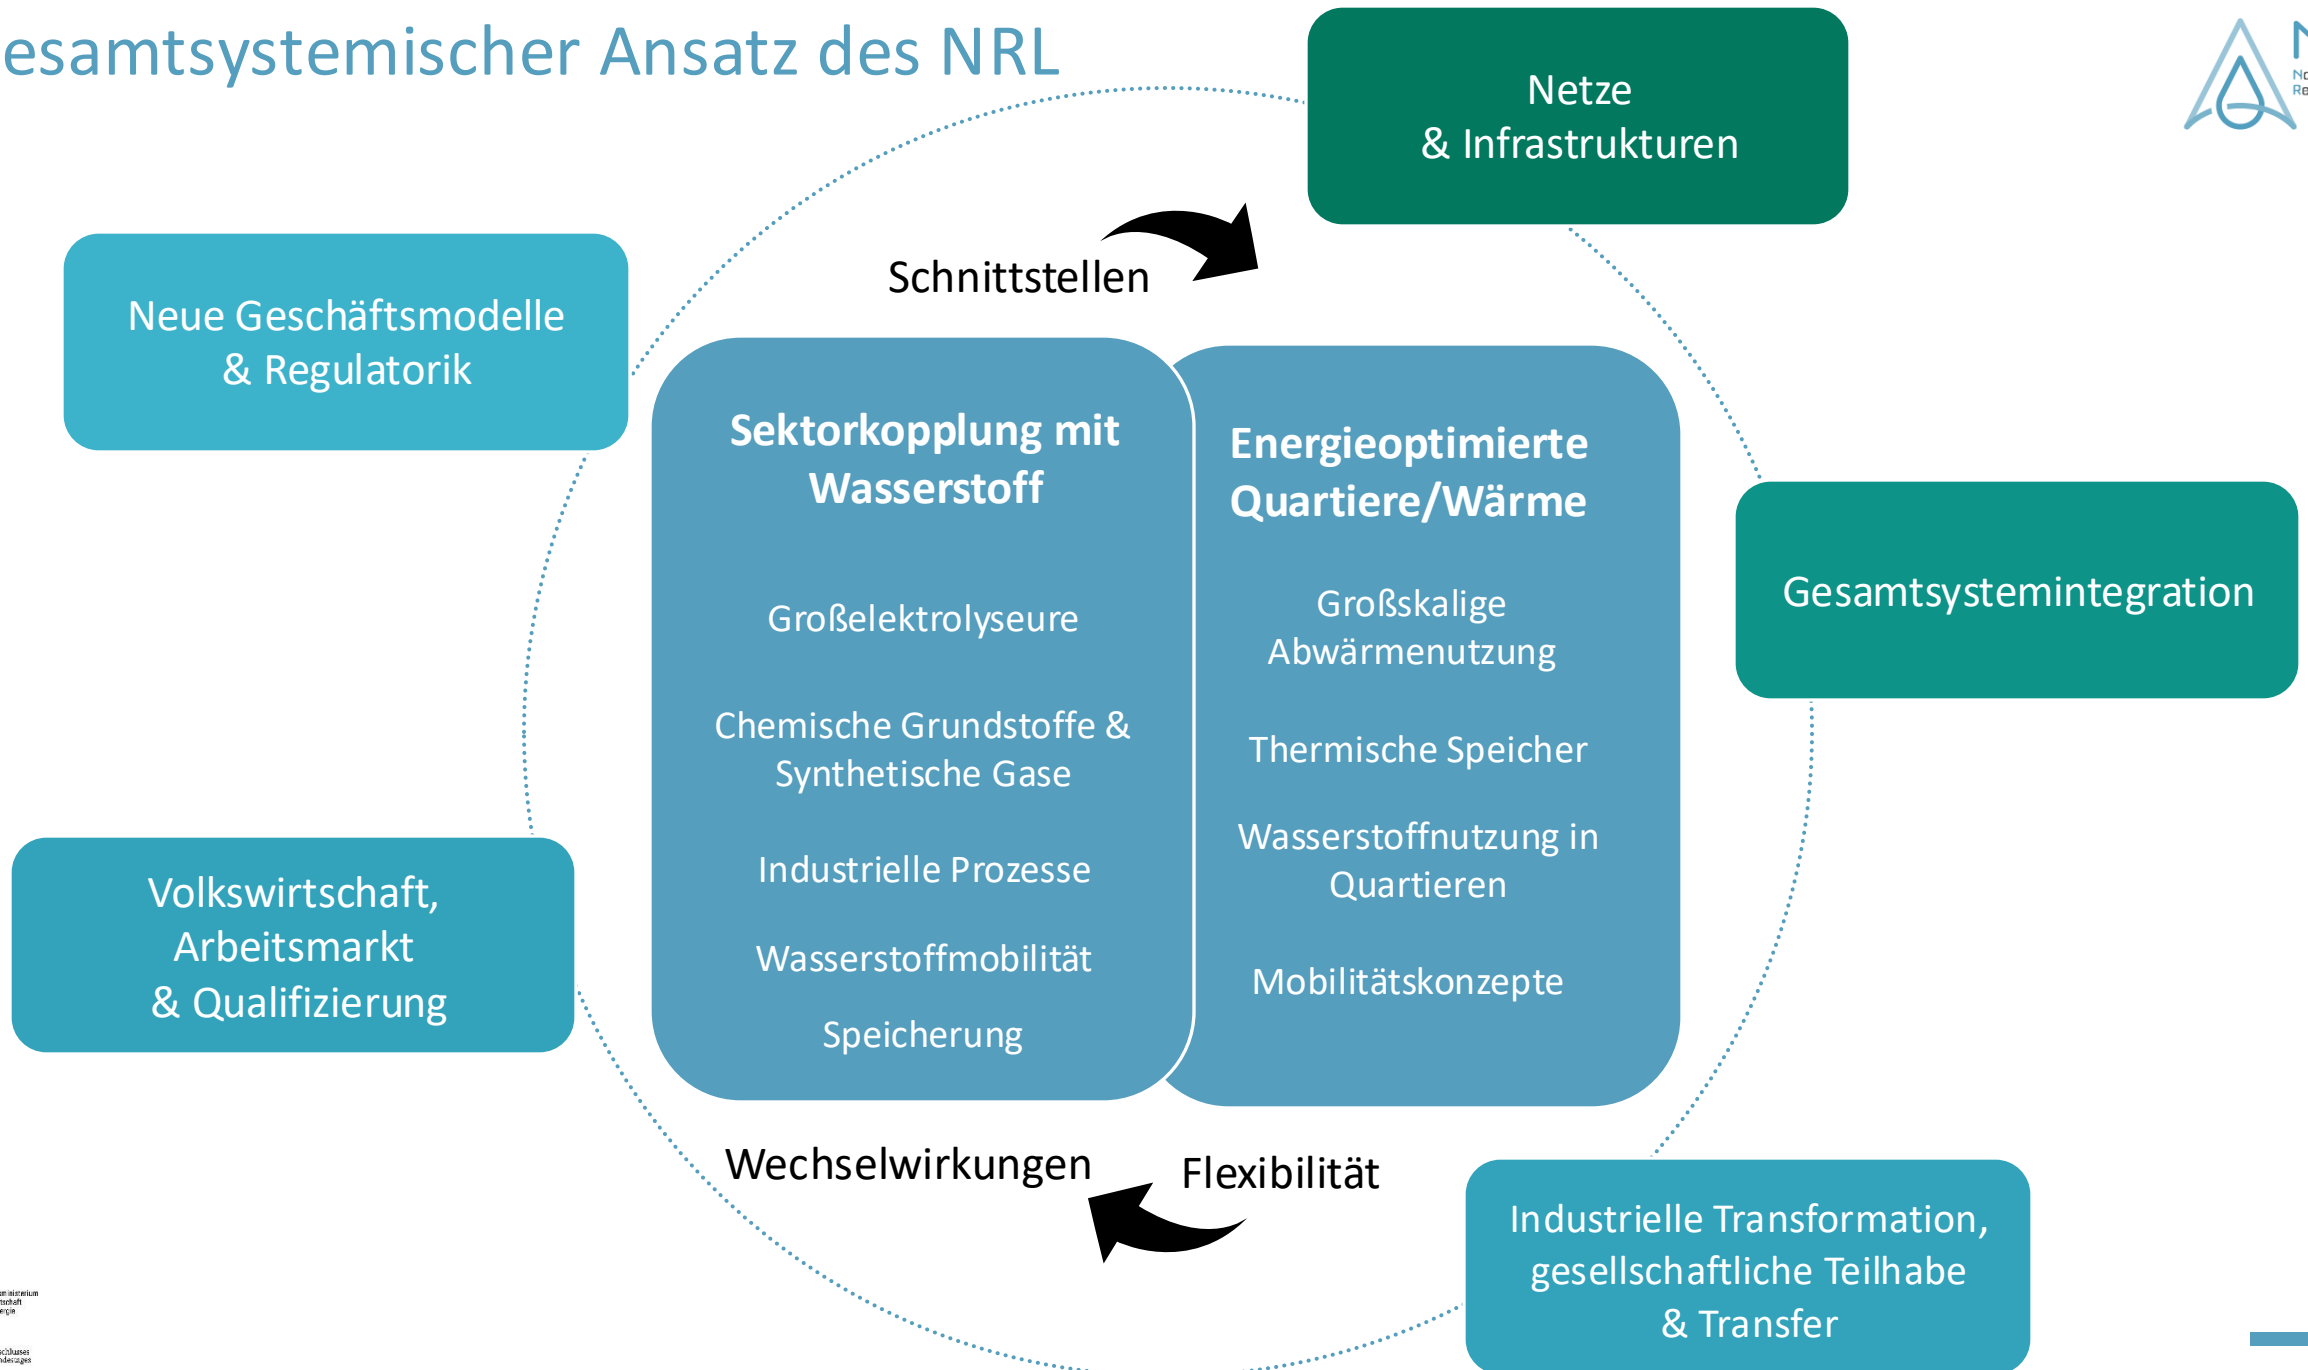 esamtsystemischer Ansatz des NRL
Netze
& Infrastrukturen
Schnittstellen
Neue Geschäftsmodelle
& Regulatorik
Sektorkopplung mit
Wasserstoff
Großelektrolyseure
Chemische Grundstoffe &
Synthetische Gase
Industrielle Prozesse
Wasserstoffmobilität
Speicherung
Energieoptimierte
Quartiere/Wärme
Großskalige
Abwärmenutzung
Thermische Speicher
Wasserstoffnutzung in
Quartieren
Mobilitätskonzepte
Gesamtsystemintegration
Volkswirtschaft,
Arbeitsmarkt
& Qualifizierung
Wechselwirkungen
Flexibilität
Industrielle Transformation,
gesellschaftliche Teilhabe
& Transfer